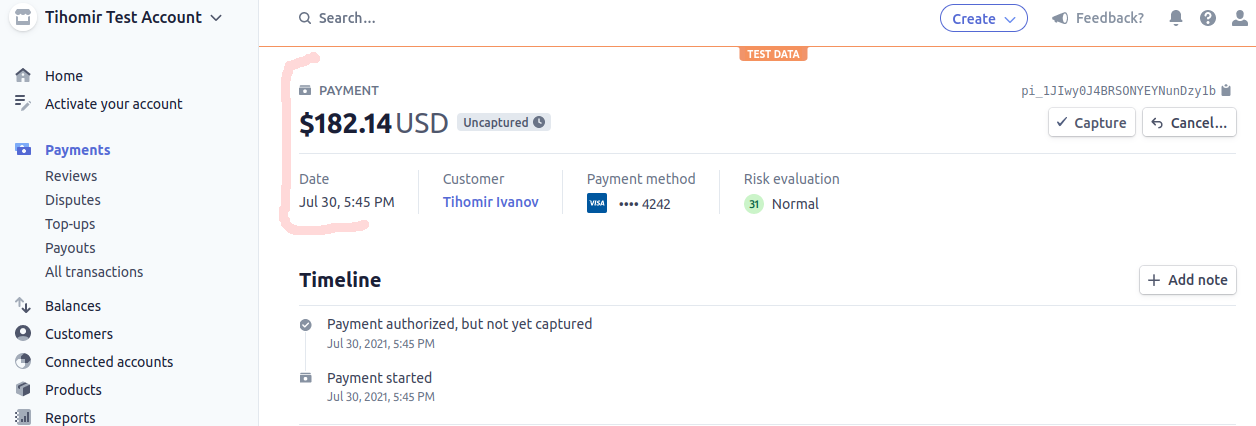 Tihomir Test Account
Home
Activate your account
Payments
Reviews
Disputes
Top-ups
Payouts
All transactions
Balances
Customers
Connected accounts
Products
Reports
Search...
Create
Feedback?
TEST DATA
PAYMENT
pi_1JIwy0J4BRSONYEYNunDzy1b
$182.14 USD
Uncaptured
Capture
Cancel...
Date
Jul 30, 5:45 PM
Customer
Tihomir Ivanov
Payment method
VISA •••• 4242
Risk evaluation
31 Normal
Timeline
+ Add note
Payment authorized, but not yet captured
Jul 30, 2021, 5:45 PM
Payment started
Jul 30, 2021, 5:45 PM